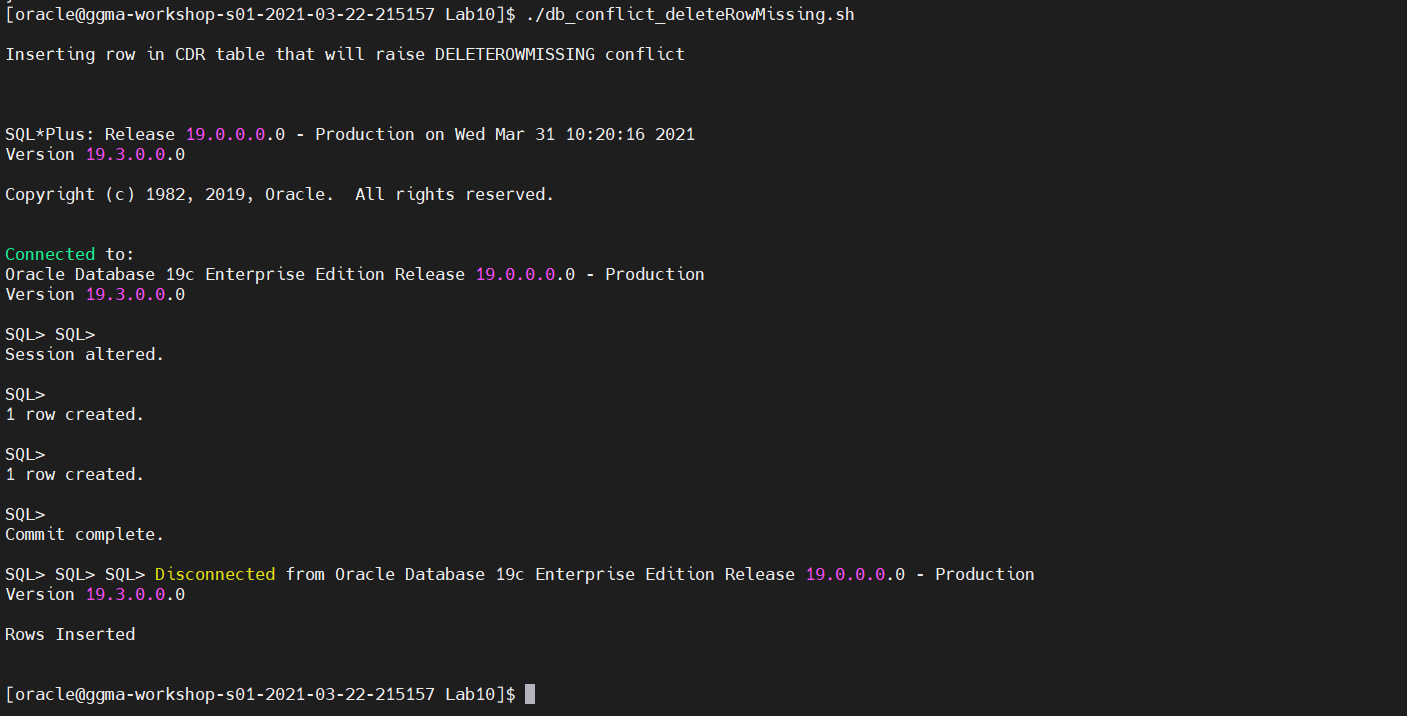 [oracle@ggma-workshop-s01-2021-03-22-215157 Lab10]$ ./db_conflict_deleteRowMissing.sh
Inserting row in CDR table that will raise DELETEROWMISSING conflict
SQL*Plus: Release 19.0.0.0.0 - Production on Wed Mar 31 10:20:16 2021
Version 19.3.0.0.0
Copyright (c) 1982, 2019, Oracle.  All rights reserved.
Connected to:
Oracle Database 19c Enterprise Edition Release 19.0.0.0.0 - Production
Version 19.3.0.0.0
SQL> SQL>
Session altered.
SQL>
1 row created.
SQL>
1 row created.
SQL>
Commit complete.
SQL> SQL> SQL> Disconnected from Oracle Database 19c Enterprise Edition Release 19.0.0.0.0 - Production
Version 19.3.0.0.0
Rows Inserted
[oracle@ggma-workshop-s01-2021-03-22-215157 Lab10]$